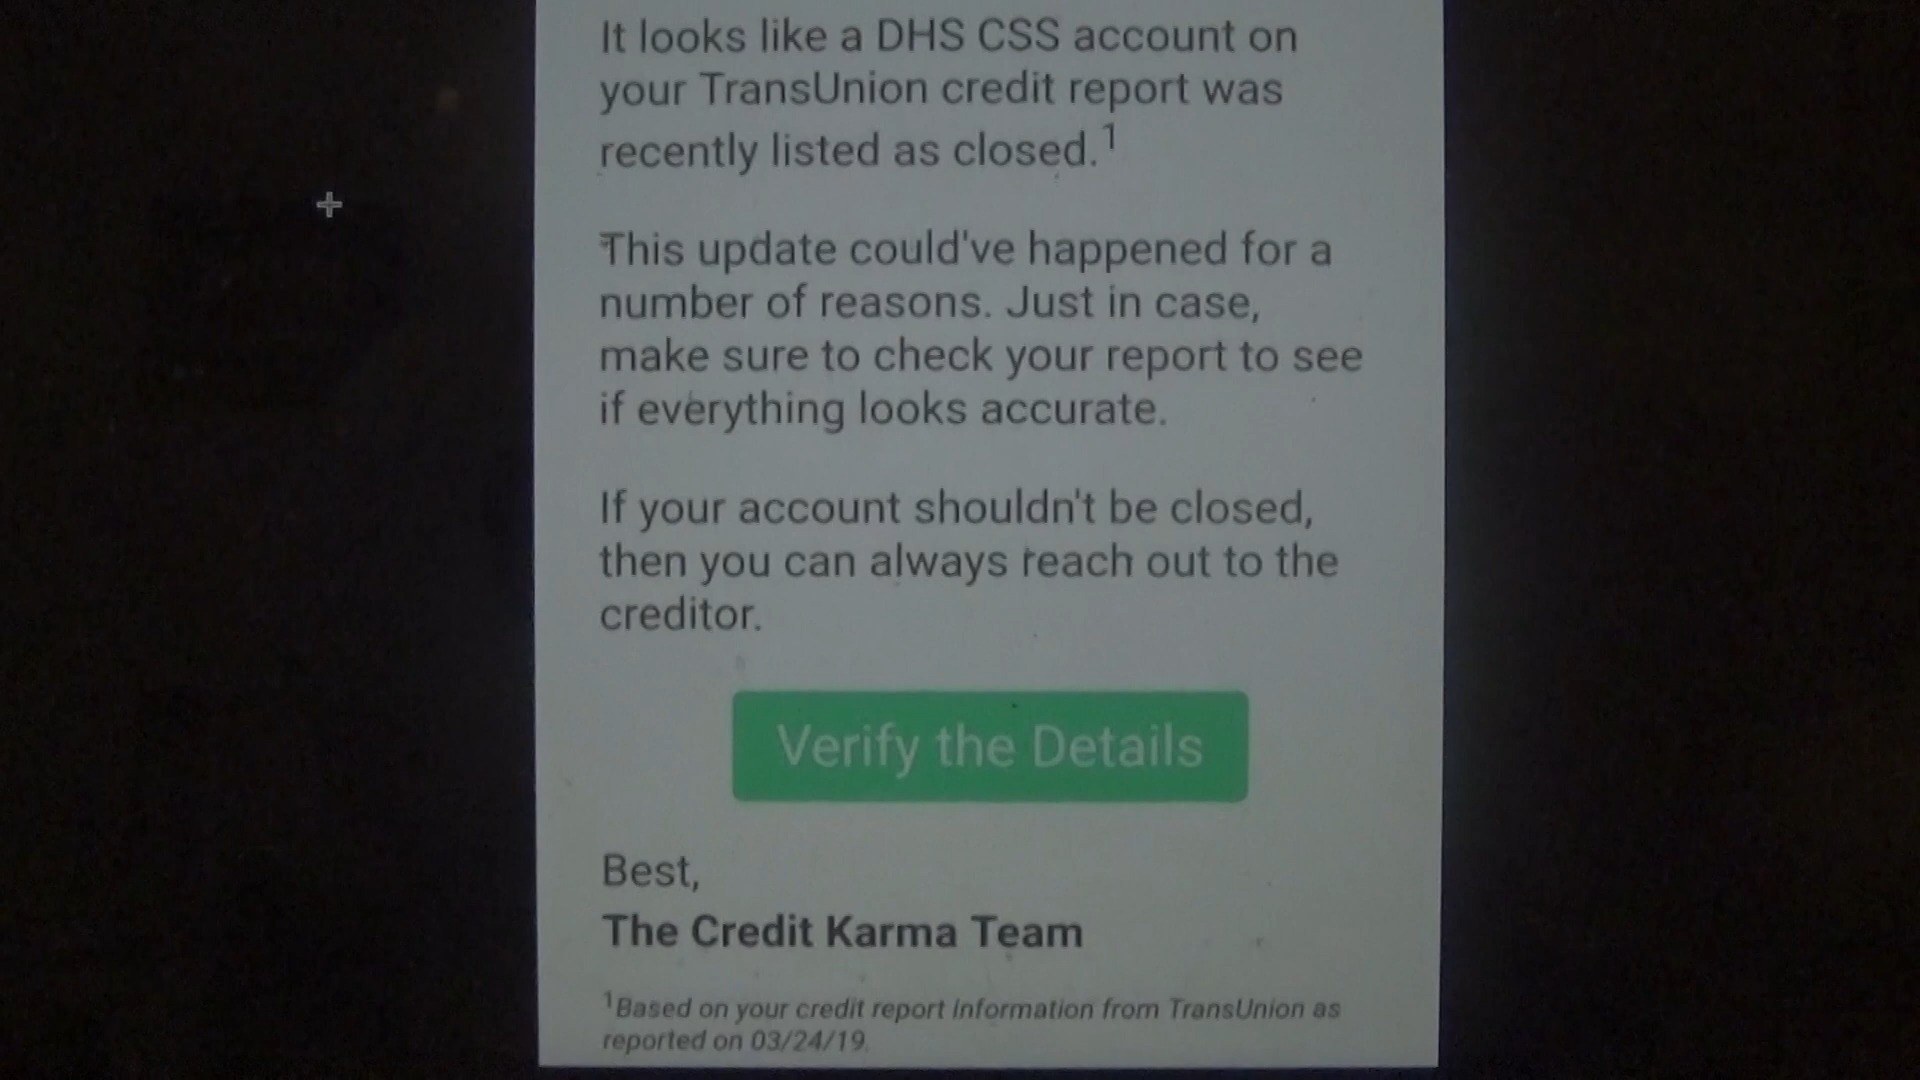 It looks like a DHS CSS account on
your TransUnion credit report was
recently listed as closed.1
This update could've happened for a
number of reasons. Just in case,
make sure to check your report to see
if everything looks accurate.
If your account shouldn't be closed,
then you can always reach out to the
creditor.
Verify the Details
Best,
The Credit Karma Team
1Based on your credit report information from TransUnion as
reported on 03/24/19.